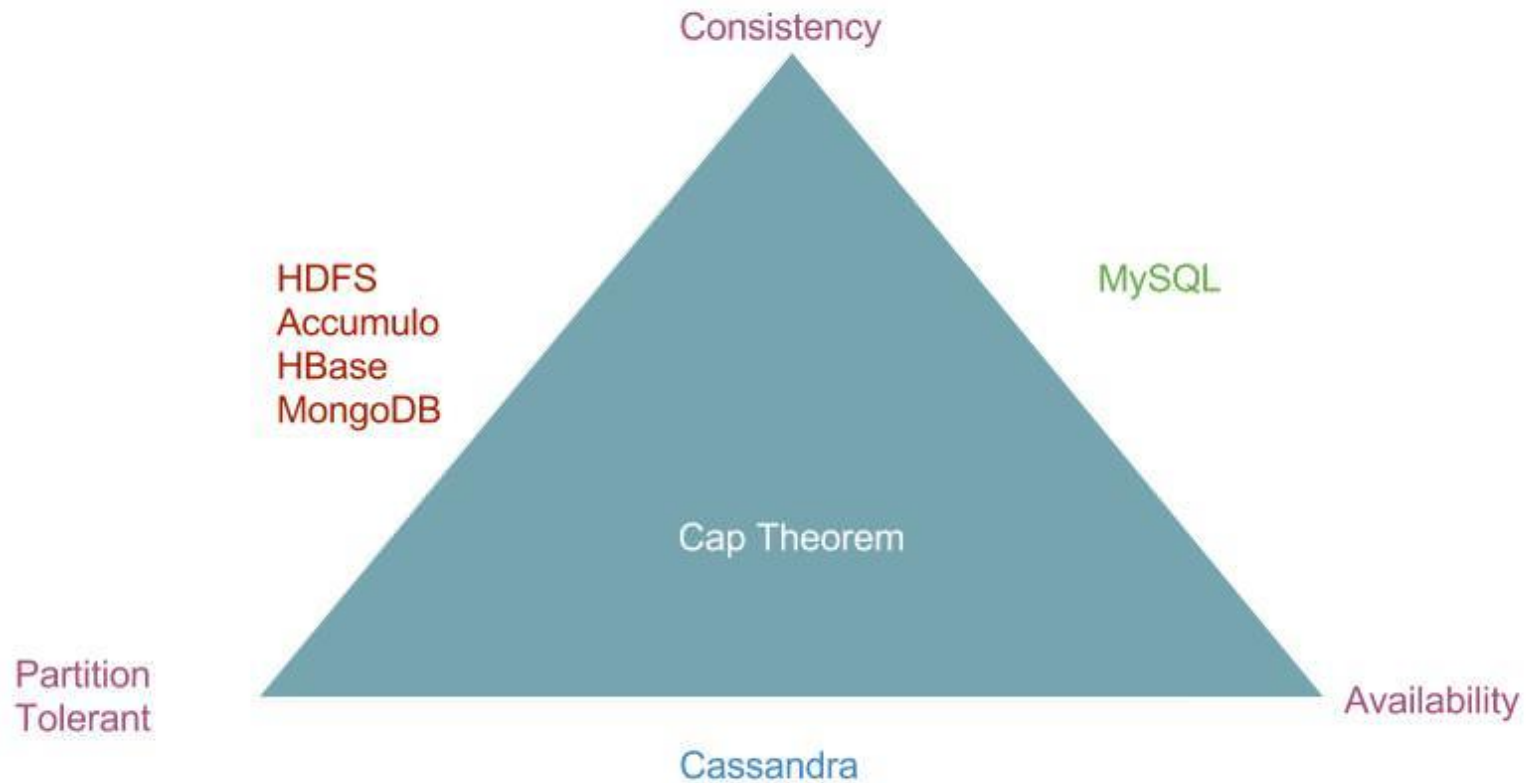 Consistency
HDFS
Accumulo
HBase
MongoDB
MySQL
Cap Theorem
Partition
Tolerant
Availability
Cassandra